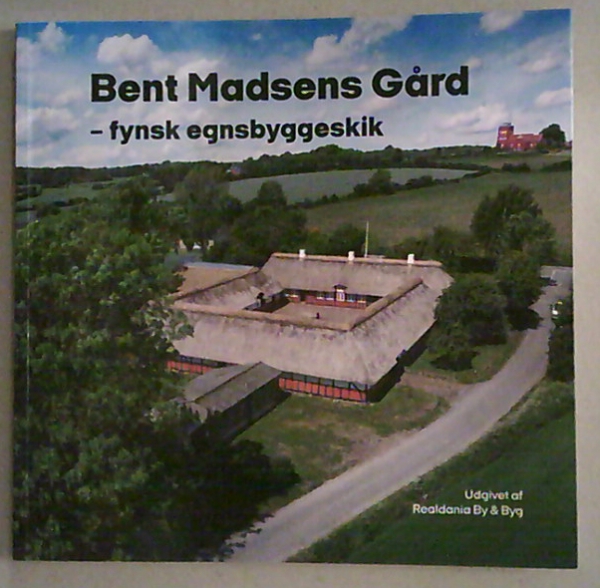 Bent Madsens Gård
– fynsk egnsbyggeskik
Udgivet af
Realdania By & Byg